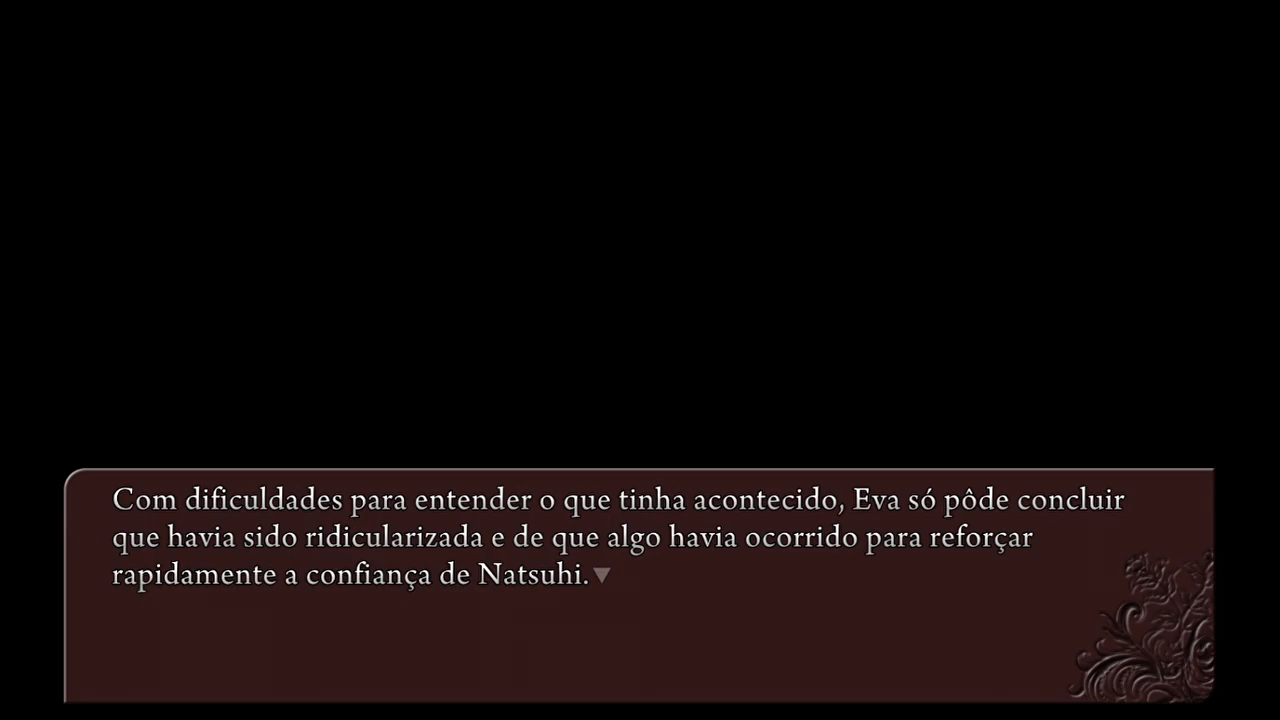 Com dificuldades para entender o que tinha acontecido, Eva só pôde concluir
que havia sido ridicularizada e de que algo havia ocorrido para reforçar
rapidamente a confiança de Natsuhi.